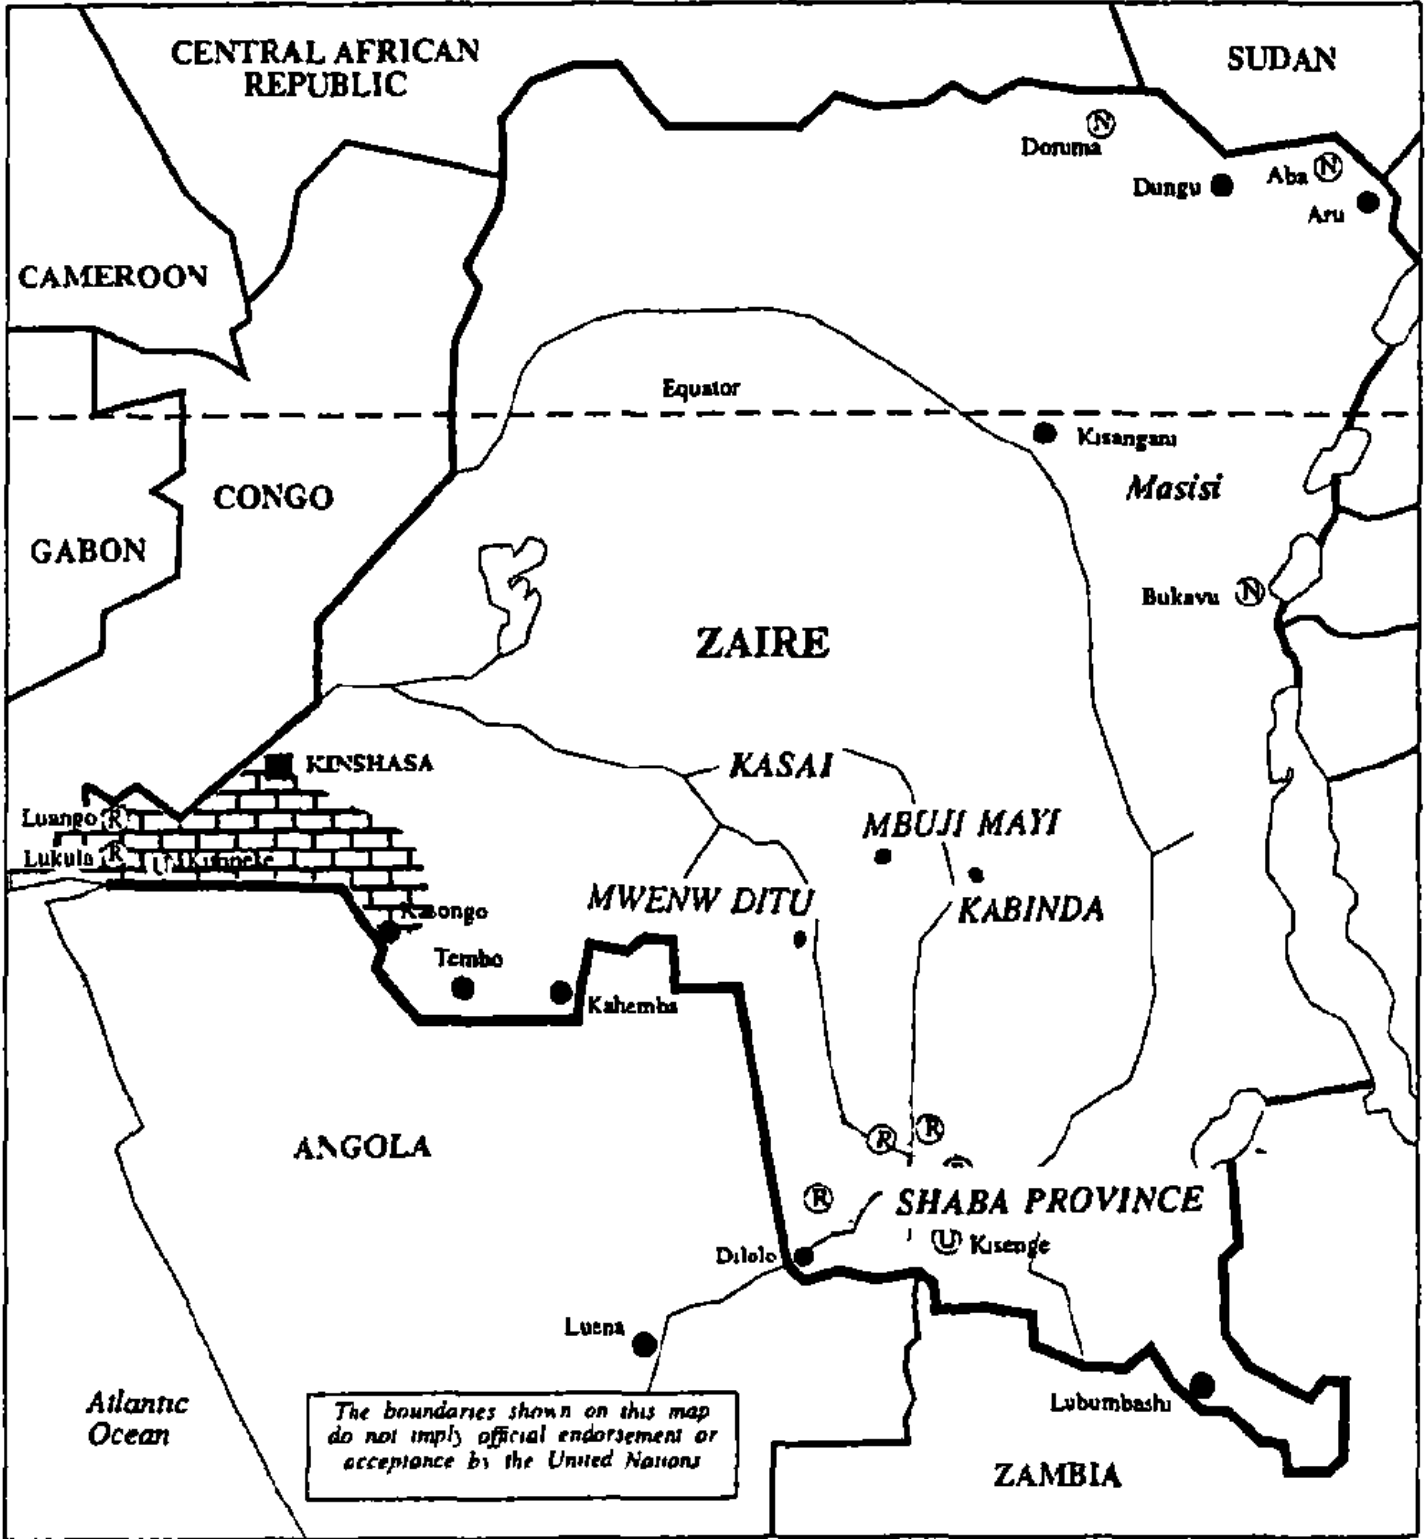 CENTRAL AFRICAN
REPUBLIC
SUDAN
N
Doruma
Dungu
Aba N
Aru
CAMEROON
Equator
Kisangani
Masisi
CONGO
GABON
Bukavu N
ZAIRE
KINSHASA
KASAI
Luango R
MBUJI MAYI
Lukula R
U
MWENW DITU
KABINDA
Tembo
Kahemba
ANGOLA
R
R
R
SHABA PROVINCE
U Kisenge
Dilolo
Luena
Lubumbashi
Atlantic
Ocean
The boundaries shown on this map
do not imply official endorsement or
acceptance by the United Nations
ZAMBIA